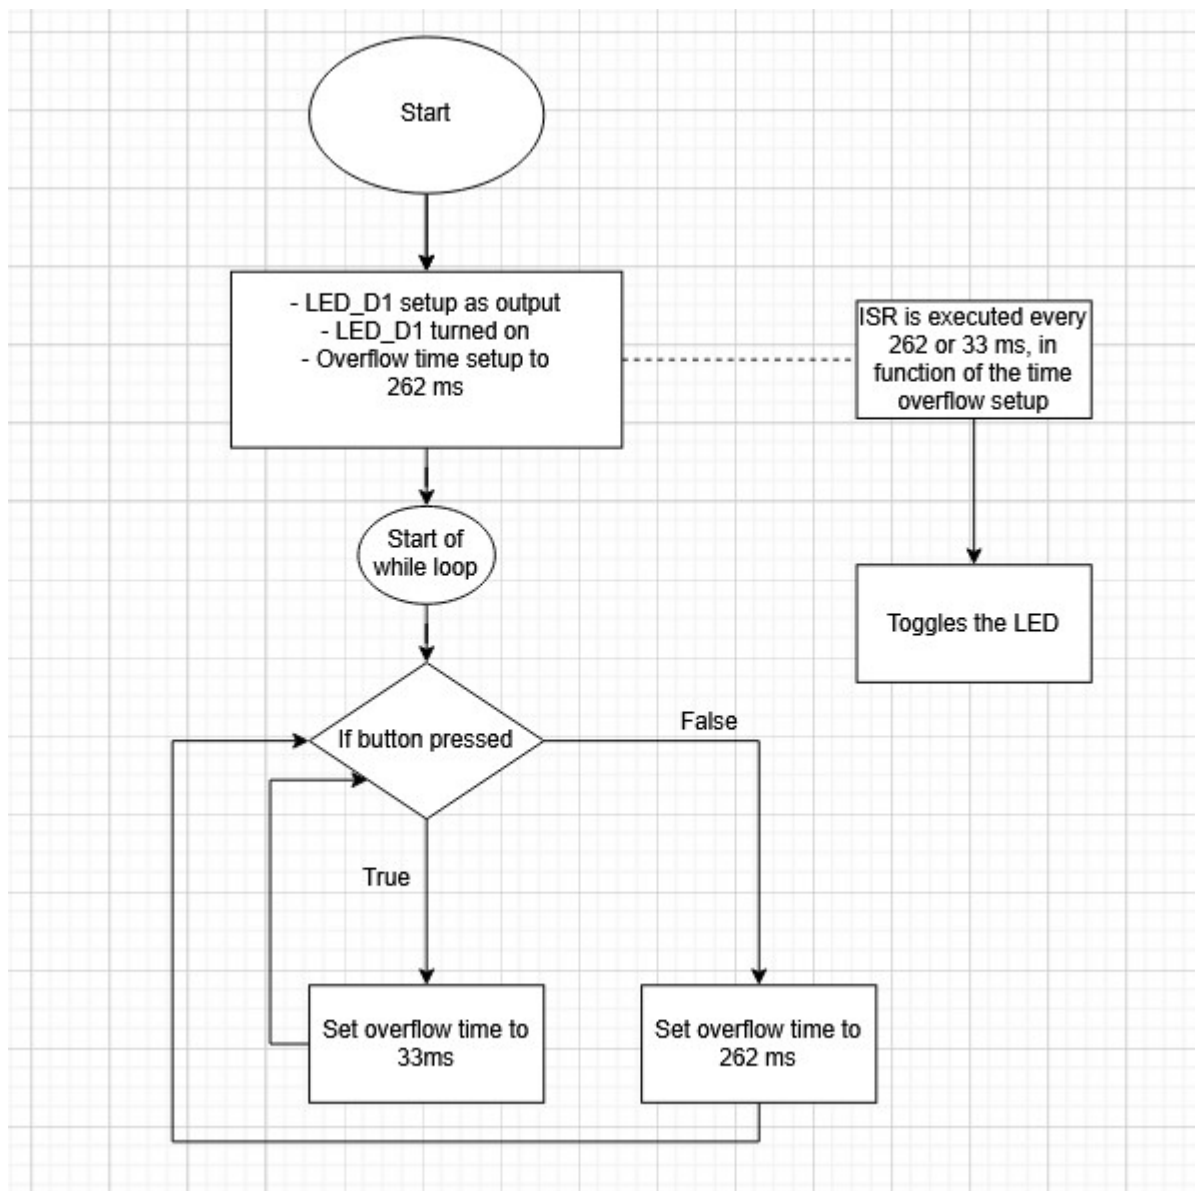 Start
- LED_D1 setup as output
- LED_D1 turned on
- Overflow time setup to
262 ms
ISR is executed every
262 or 33 ms, in
function of the time
overflow setup
Start of
while loop
Toggles the LED
If button pressed
False
True
Set overflow time to
33ms
Set overflow time to
262 ms